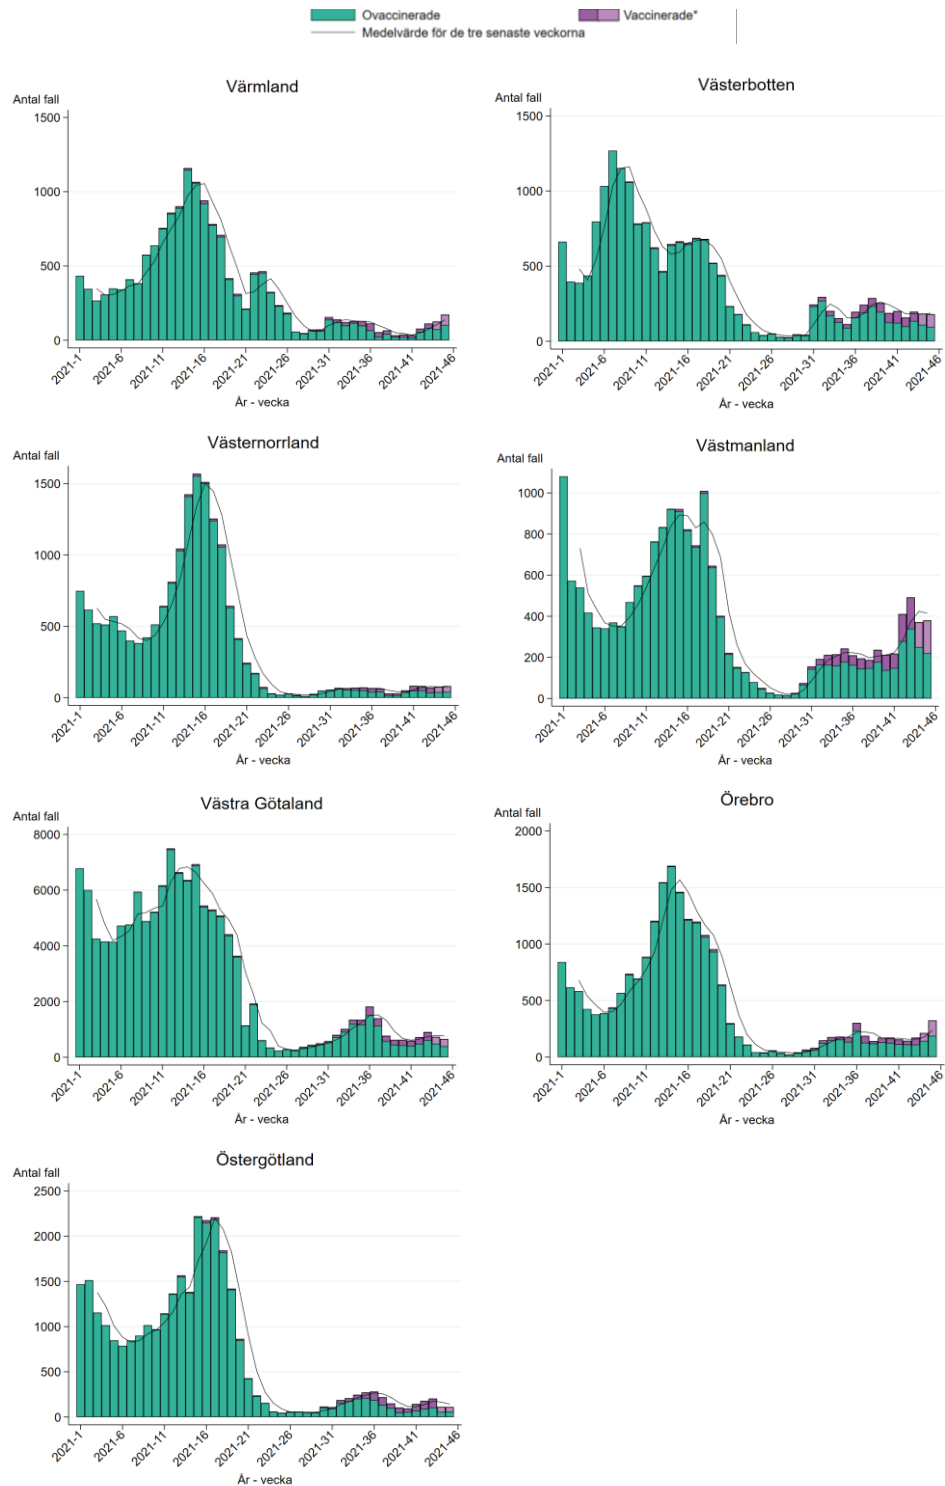 Ovaccinerade Vaccinerade*
Medelvärde för de tre senaste veckorna
Värmland
Antal fall
1500
1000
500
0
2021-1 2021-6 2021-11 2021-16 2021-21 2021-26 2021-31 2021-36 2021-41 2021-46
År - vecka
Västerbotten
Antal fall
1500
1000
500
0
2021-1 2021-6 2021-11 2021-16 2021-21 2021-26 2021-31 2021-36 2021-41 2021-46
År - vecka
Västernorrland
Antal fall
1500
1000
500
0
2021-1 2021-6 2021-11 2021-16 2021-21 2021-26 2021-31 2021-36 2021-41 2021-46
År - vecka
Västmanland
Antal fall
1000
800
600
400
200
0
2021-1 2021-6 2021-11 2021-16 2021-21 2021-26 2021-31 2021-36 2021-41 2021-46
År - vecka
Västra Götaland
Antal fall
8000
6000
4000
2000
0
2021-1 2021-6 2021-11 2021-16 2021-21 2021-26 2021-31 2021-36 2021-41 2021-46
År - vecka
Örebro
Antal fall
2000
1500
1000
500
0
2021-1 2021-6 2021-11 2021-16 2021-21 2021-26 2021-31 2021-36 2021-41 2021-46
År - vecka
Östergötland
Antal fall
2500
2000
1500
1000
500
0
2021-1 2021-6 2021-11 2021-16 2021-21 2021-26 2021-31 2021-36 2021-41 2021-46
År - vecka